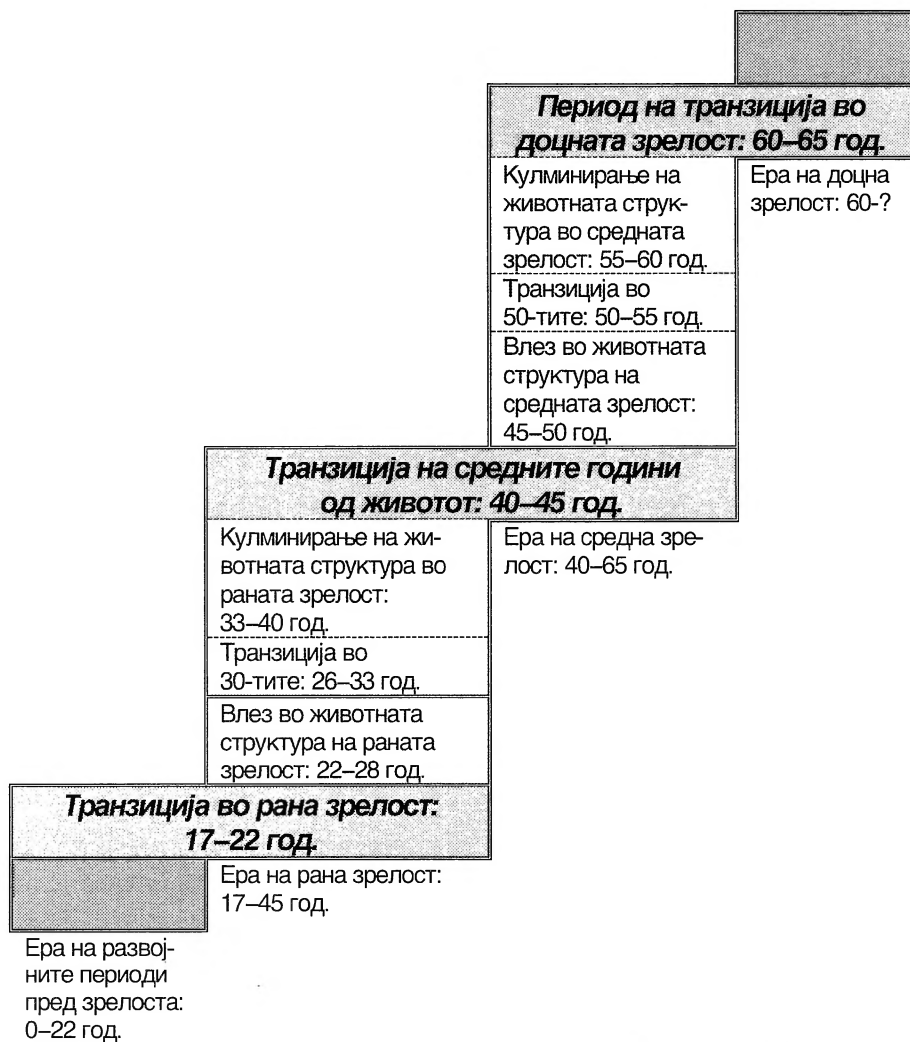 Период на транзиција во
доцната зрелост: 60–65 год.
Кулминирање на
животната струк-
тура во средната
зрелост: 55–60 год.
Ера на доцна
зрелост: 60-?
Транзиција во
50-тите: 50–55 год.
Влез во животната
структура на
средната зрелост:
45–50 год.
Транзиција на средните години
од животот: 40–45 год.
Кулминирање на жи-
вотната структура во
раната зрелост:
33–40 год.
Ера на средна зре-
лост: 40–65 год.
Транзиција во
30-тите: 26–33 год.
Влез во животната
структура на раната
зрелост: 22–28 год.
Транзиција во рана зрелост:
17–22 год.
Ера на рана зрелост:
17–45 год.
Ера на развој-
ните периоди
пред зрелоста:
0–22 год.